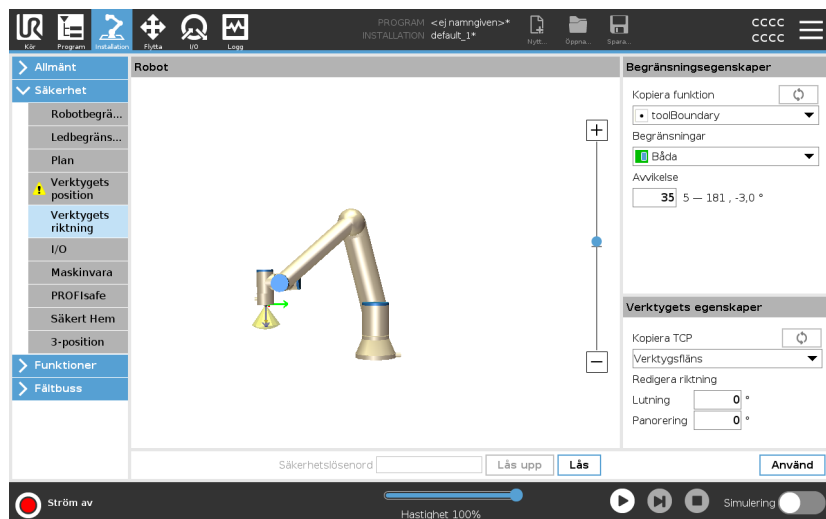 UR
Kör
Program
Installation
Flytta
I/O
Logg
PROGRAM <ej namngiven>*
INSTALLATION default_1*
Nytt...
Öppna...
Spara...
CCCC
CCCC
Allmänt
Säkerhet
Robotbegrä...
Ledbegräns...
Plan
Verktygets
position
Verktygets
riktning
I/O
Maskinvara
PROFIsafe
Säkert Hem
3-position
Funktioner
Fältbuss
Robot
Säkerhetslösenord
Lås upp
Lås
Begränsningsegenskaper
Kopiera funktion
toolBoundary
Begränsningar
Båda
Avvikelse
35 5 — 181 , -3,0 °
Verktygets egenskaper
Kopiera TCP
Verktygsfläns
Redigera riktning
Lutning 0 °
Panorering 0 °
Använd
Ström av
Hastighet 100%
Simulering